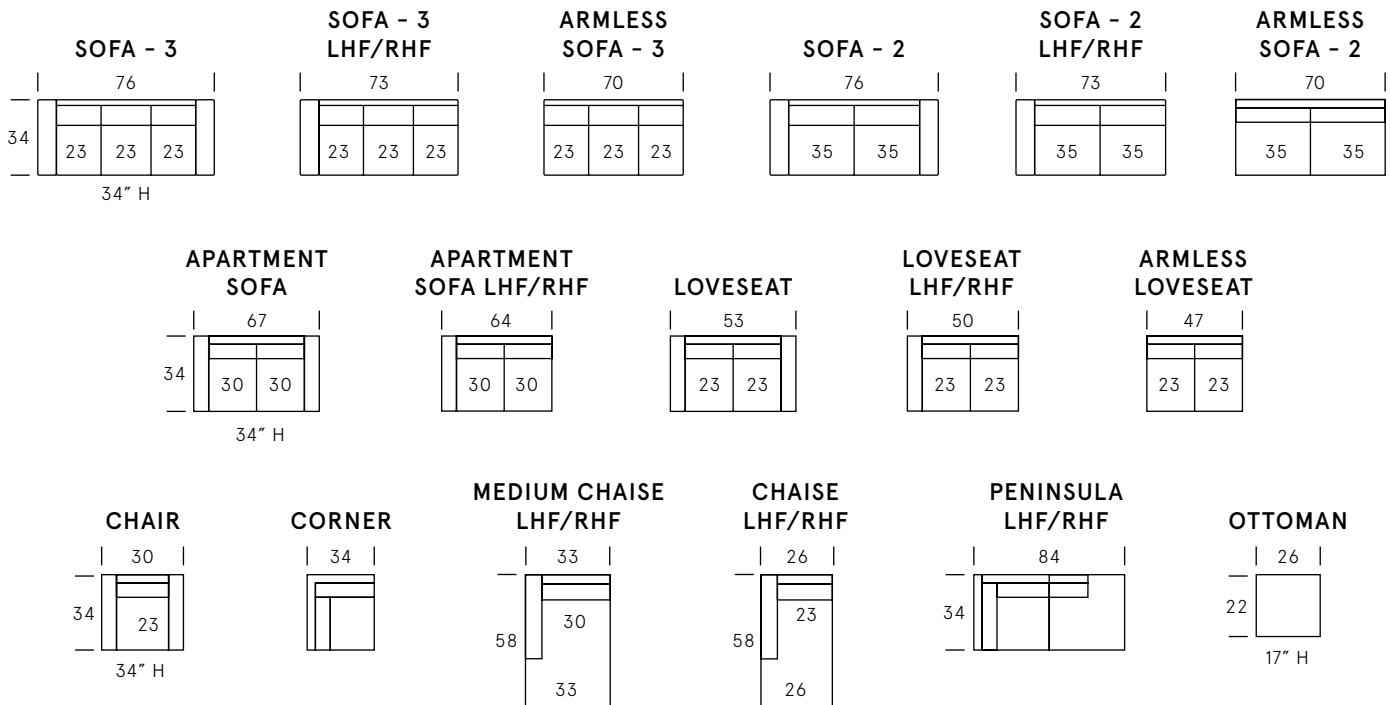 SOFA - 3
76
34
23 23 23
34” H
SOFA - 3
LHF/RHF
73
23 23 23
ARMLESS
SOFA - 3
70
23 23 23
SOFA - 2
76
35 35
SOFA - 2
LHF/RHF
73
35 35
ARMLESS
SOFA - 2
70
35 35
APARTMENT
SOFA
67
34
30 30
34” H
APARTMENT
SOFA LHF/RHF
64
30 30
LOVESEAT
53
23 23
LOVESEAT
LHF/RHF
50
23 23
ARMLESS
LOVESEAT
47
23 23
CHAIR
30
34
23
34” H
CORNER
34
MEDIUM CHAISE
LHF/RHF
33
30
58
33
CHAISE
LHF/RHF
26
23
58
26
PENINSULA
LHF/RHF
84
34
OTTOMAN
26
22
17” H